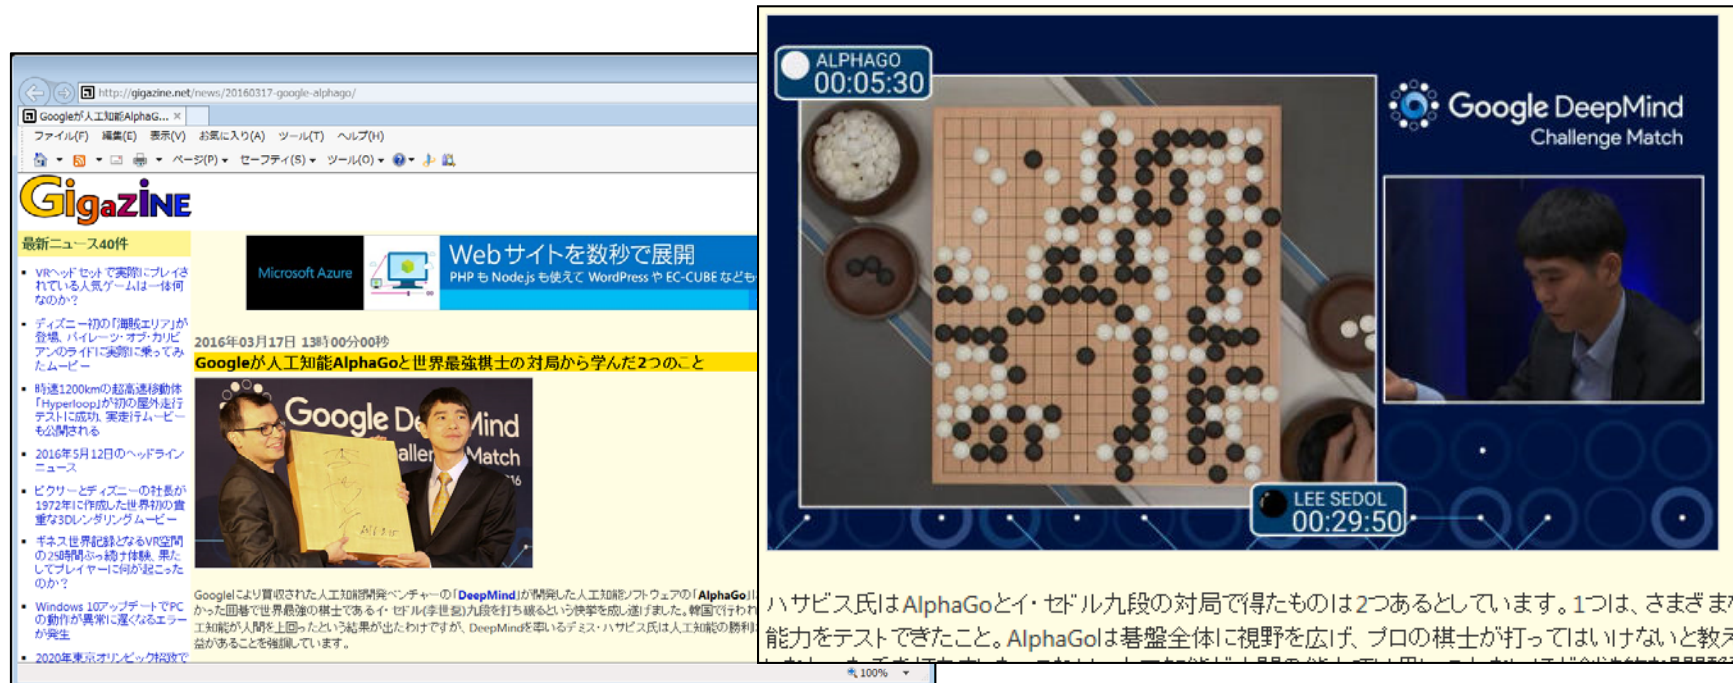 http://gigazine.net/news/20160317-google-alphago/
Googleが人工知能AlphaG... ×
ファイル(F) 編集(E) 表示(V) お気に入り(A) ツール(T) ヘルプ(H)
ページ(P) セーフティ(S) ツール(O)
GigaZiNE
最新ニュース40件
VRヘッドセットで実際にプレイさ
れている人気ゲームは一体何
なのか?
ディズニー初の「海賊エリア」が
登場、パイレーツ・オブ・カリビ
アンのライドに実際に乗ってみ
たムービー
時速1200kmの超高速移動体
「Hyperloop」が初の屋外走行
テストに成功、実走行ムービー
も公開される
2016年5月12日のヘッドライン
ニュース
ピクサーとディズニーの社長が
1972年に作成した世界初の貴
重な3Dレンダリングムービー
ギネス世界記録となるVR空間
の25時間ぶっ続け体験、果た
してプレイヤーに何が起こった
のか?
Windows 10アップデートでPC
の動作が異常に遅くなるエラー
が発生
2020年東京オリンピック招致で
Microsoft Azure
Webサイトを数秒で展開
PHP も Node.js も使えて WordPress や EC-CUBE なども
2016年03月17日 13時00分00秒
Googleが人工知能AlphaGoと世界最強棋士の対局から学んだ2つのこと
Google De Mind
allen Match
16
Googleにより買収された人工知能開発ベンチャーの「DeepMind」が開発した人工知能ソフトウェアの「AlphaGo」
かった囲碁で世界最強の棋士であるイ・セドル(李世乭)九段を打ち破るという快挙を成し遂げました。韓国で行われ
工知能が人間を上回ったという結果が出たわけですが、DeepMindを率いるデミス・ハサビス氏は人工知能の勝利
益があることを強調しています。
100%
ALPHAGO
00:05:30
Google DeepMind
Challenge Match
LEE SEDOL
00:29:50
ハサビス氏はAlphaGoとイ・セドル九段の対局で得たものは2つあるとしています。1つは、さまざまな
能力をテストできたこと。AlphaGoは碁盤全体に視野を広げ、プロの棋士が打ってはいけないと教え